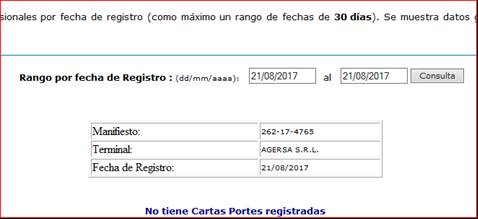 sionales por fecha de registro (como máximo un rango de fechas de 30 días). Se muestra datos
Rango por fecha de Registro : (dd/mm/aaaa): 21/08/2017 al 21/08/2017 Consulta
Manifiesto: 262-17-4765
Terminal: AGERSA S.R.L.
Fecha de Registro: 21/08/2017
No tiene Cartas Portes registradas